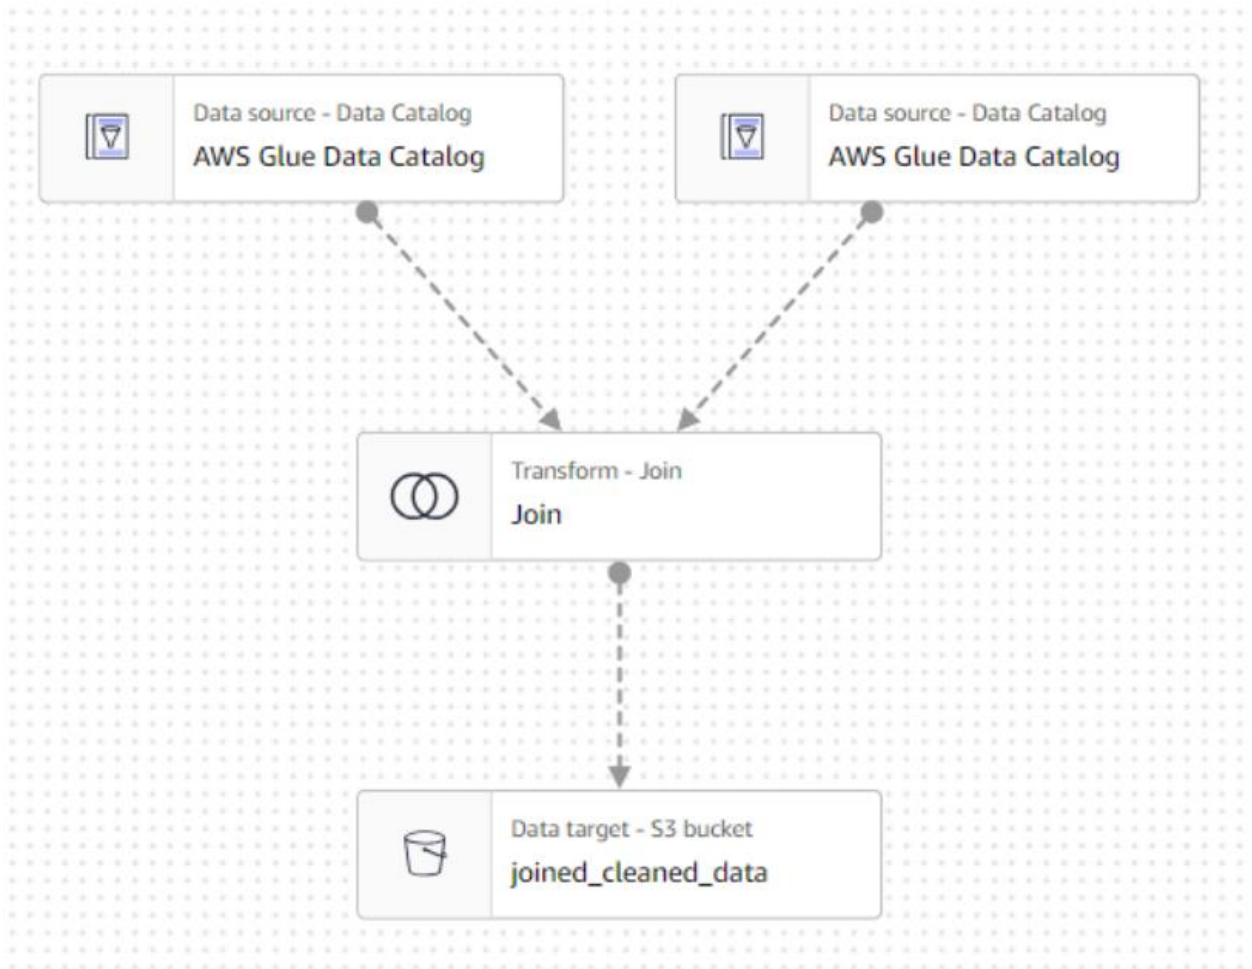 Data source - Data Catalog
AWS Glue Data Catalog
Data source - Data Catalog
AWS Glue Data Catalog
Transform - Join
Join
Data target - S3 bucket
joined_cleaned_data